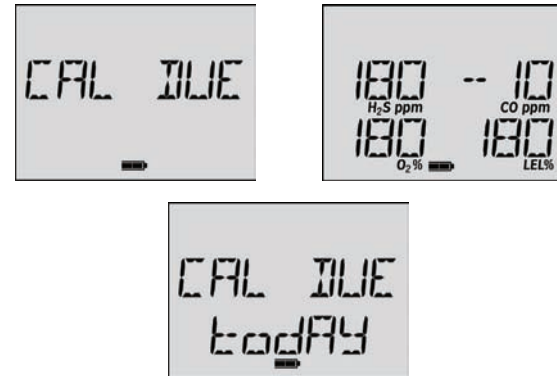 CAL DUE
180 -- 10
H₂S ppm CO ppm
180 180
O₂% LEL%
CAL DUE
todAY